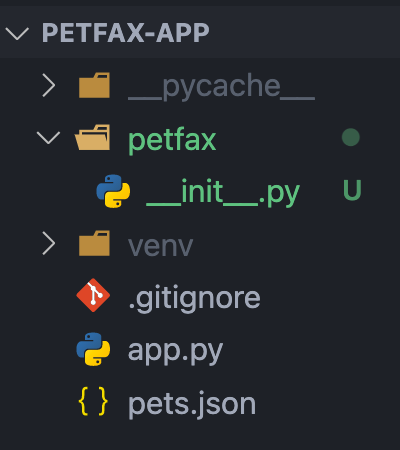 PETFAX-APP
__pycache__
petfax
__init__.py U
venv
.gitignore
app.py
{ } pets.json